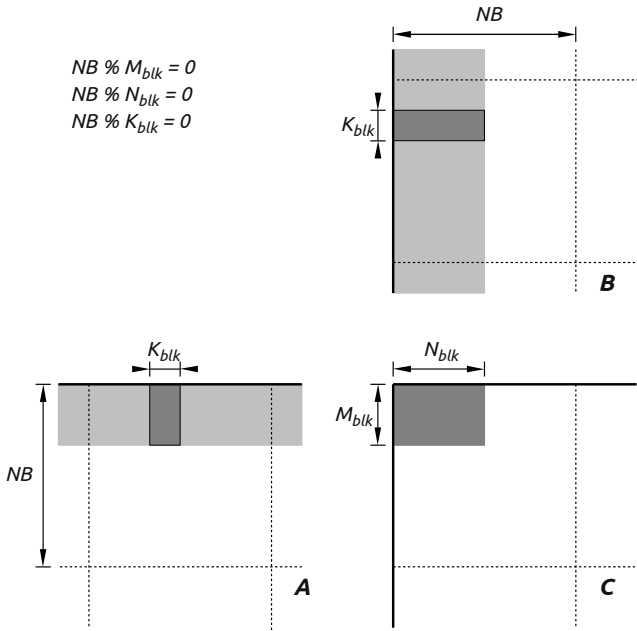 NB
NB % M_blk = 0
NB % N_blk = 0
NB % K_blk = 0
K_blk
B
K_blk
N_blk
M_blk
NB
A
C